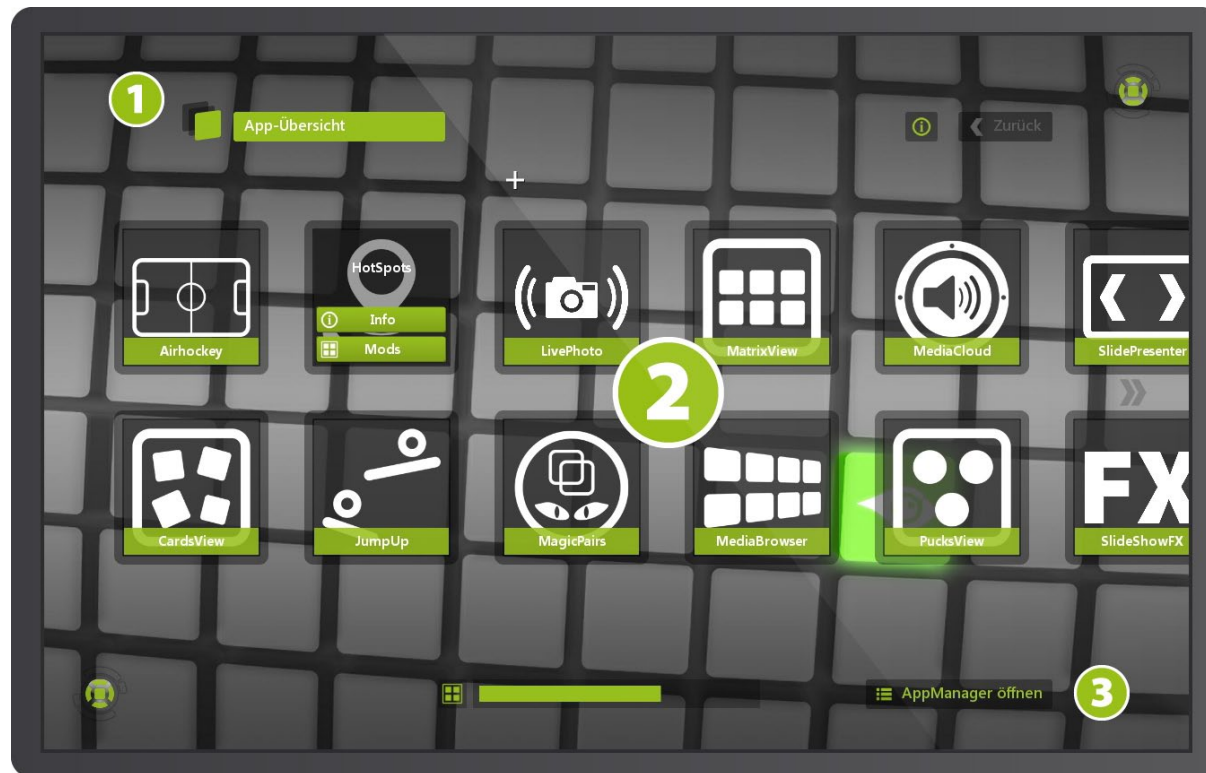 1
App-Übersicht
Zurück
Airhockey
HotSpots
Info
Mods
LivePhoto
MatrixView
MediaCloud
SlidePresenter
2
CardsView
JumpUp
MagicPairs
MediaBrowser
PucksView
FX
SlideShowFX
AppManager öffnen
3